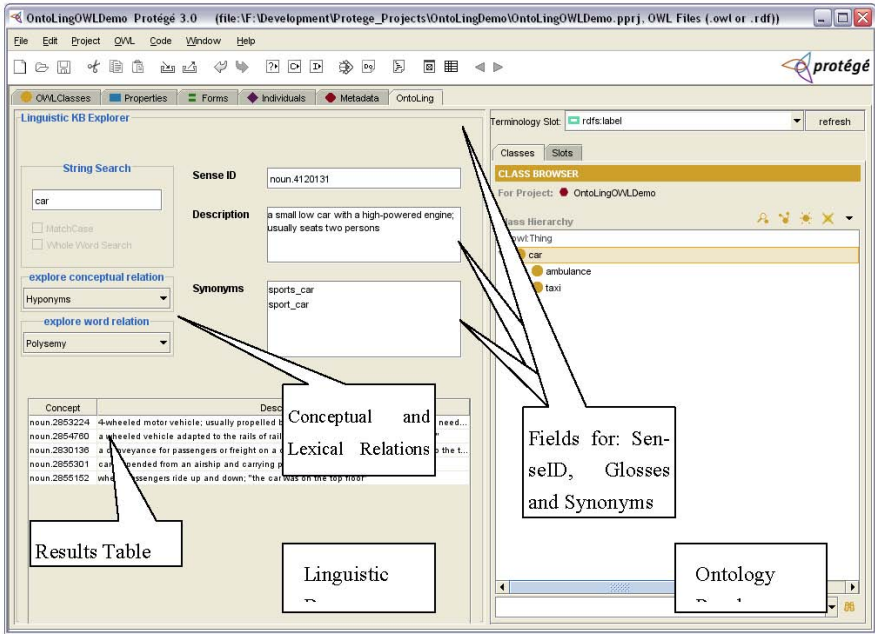 OntoLingOWLDemo Protégé 3.0 (file:\F:\Development\Protege_Projects\OntoLingDemo\OntoLingOWLDemo.pprj, OWL Files (.owl or .rdf))
File Edit Project OWL Code Window Help
protégé
OWLClasses Properties Forms Individuals Metadata OntoLing
Linguistic KB Explorer
String Search
car
MatchCase
Whole Word Search
explore conceptual relation
Hyponyms
explore word relation
Polysemy
Sense ID
noun.4120131
Description
a small low car with a high-powered engine;
usually seats two persons
Synonyms
sports_car
sport_car
Concept
noun.2853224 4-wheeled motor vehicle; usually propelled need...
noun.2854760 a wheeled vehicle adapted to the rails of
noun.2830136 a conveyance for passengers or freight on a the t...
noun.2855301 car suspended from an airship and carrying
noun.2855152 where passengers ride up and down; "the car was on the top floor"
Terminology Slot: rdfs:label refresh
Classes Slots
CLASS BROWSER
For Project: OntoLingOWLDemo
Class Hierarchy
owl:Thing
car
ambulance
taxi
Conceptual and
Lexical Relations
Fields for: Sen-
seID, Glosses
and Synonyms
Results Table
Linguistic
Ontology